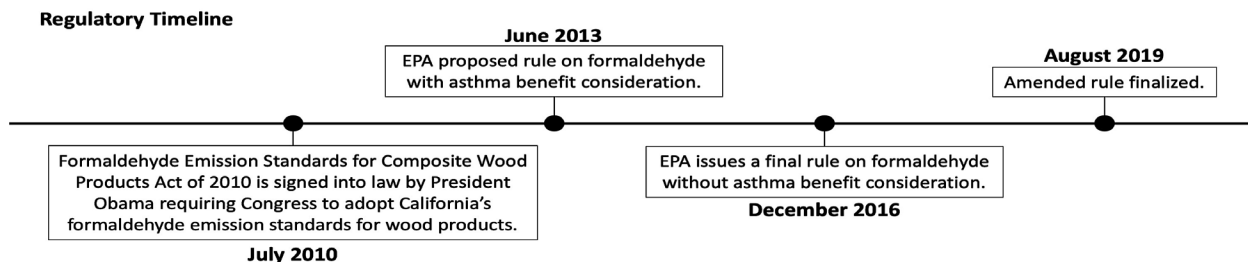 Regulatory Timeline
June 2013
EPA proposed rule on formaldehyde
with asthma benefit consideration.
August 2019
Amended rule finalized.
Formaldehyde Emission Standards for Composite Wood
Products Act of 2010 is signed into law by President
Obama requiring Congress to adopt California’s
formaldehyde emission standards for wood products.
July 2010
EPA issues a final rule on formaldehyde
without asthma benefit consideration.
December 2016